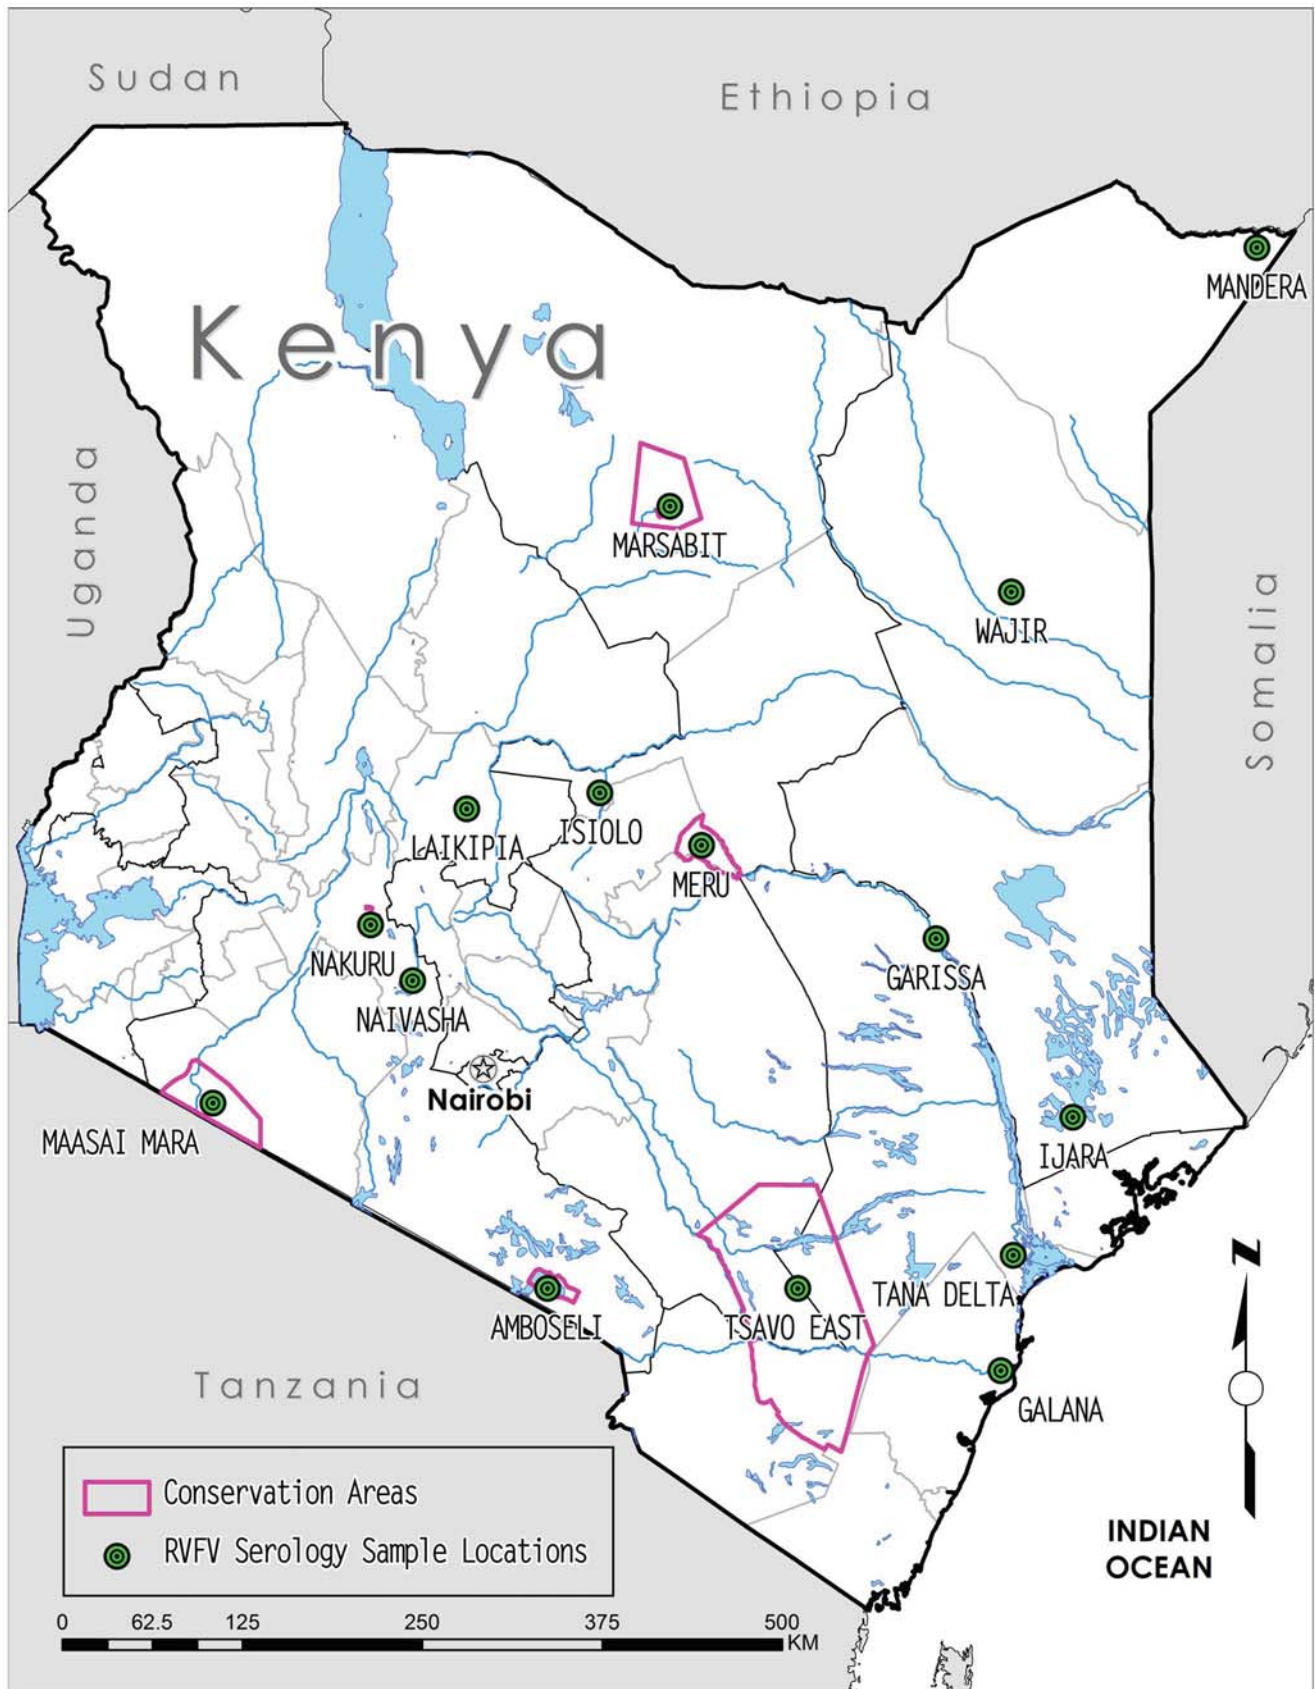 Sudan
Ethiopia
MANDERA
Kenya
Uganda
MARSABIT
WAJIR
Somalia
LAIKIPIA
ISIOLO
MERU
NAKURU
GARISSA
NAIVASHA
Nairobi
MAASAI MARA
IJARA
TANA DELTA
AMBOSELI
TSAVO EAST
Tanzania
GALANA
N
Conservation Areas
RVFV Serology Sample Locations
INDIAN
OCEAN
0 62.5 125 250 375 500
KM